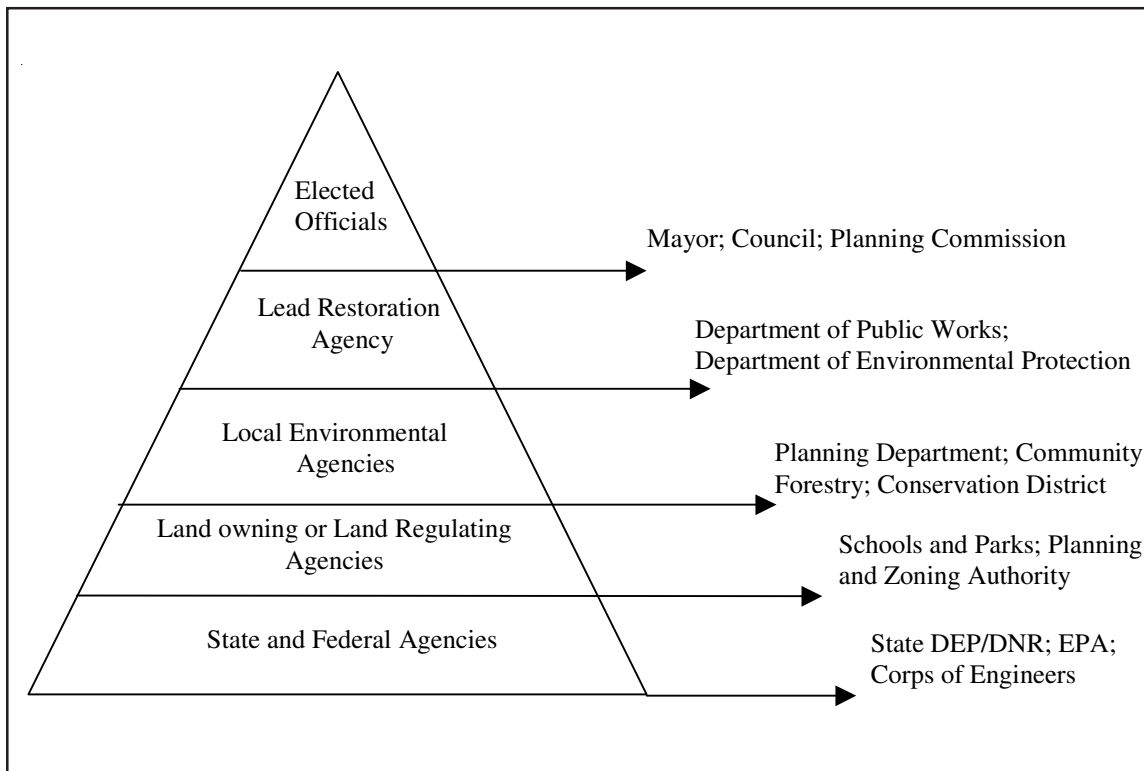 Elected
Officials
Mayor; Council; Planning Commission
Lead Restoration
Agency
Department of Public Works;
Department of Environmental Protection
Local Environmental
Agencies
Planning Department; Community
Forestry; Conservation District
Land owning or Land Regulating
Agencies
Schools and Parks; Planning
and Zoning Authority
State and Federal Agencies
State DEP/DNR; EPA;
Corps of Engineers